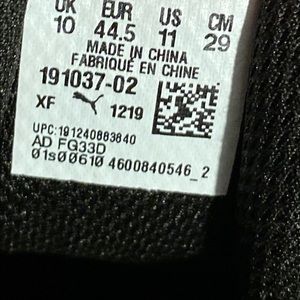 UK EUR US CM
10 44.5 11 29
MADE IN CHINA
FABRIQUÉ EN CHINE
191037-02
XF 1219
UPC:191240883840
AD FG33D
01s00610 4600840546_2